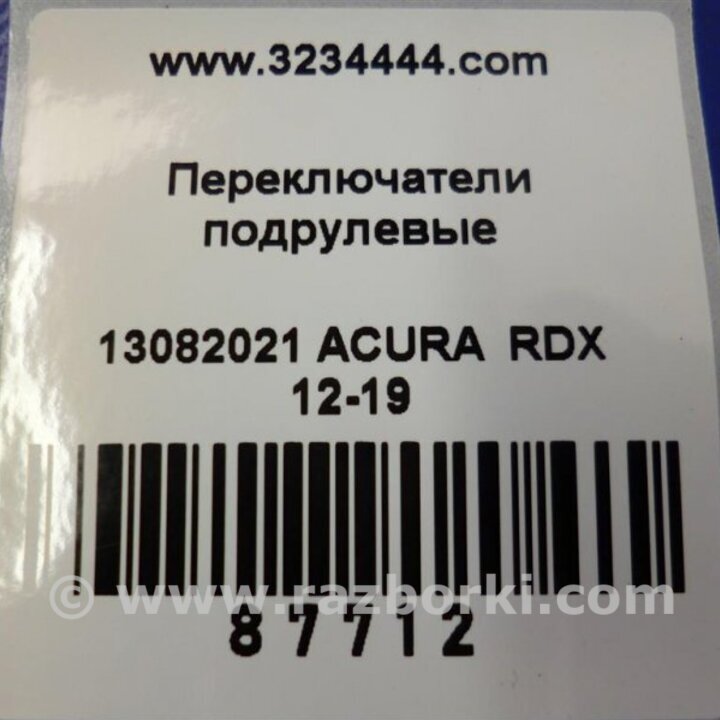 www.3234444.com
Переключатели
подрулевые
13082021 ACURA RDX
12-19
© www.razborki.com
87712